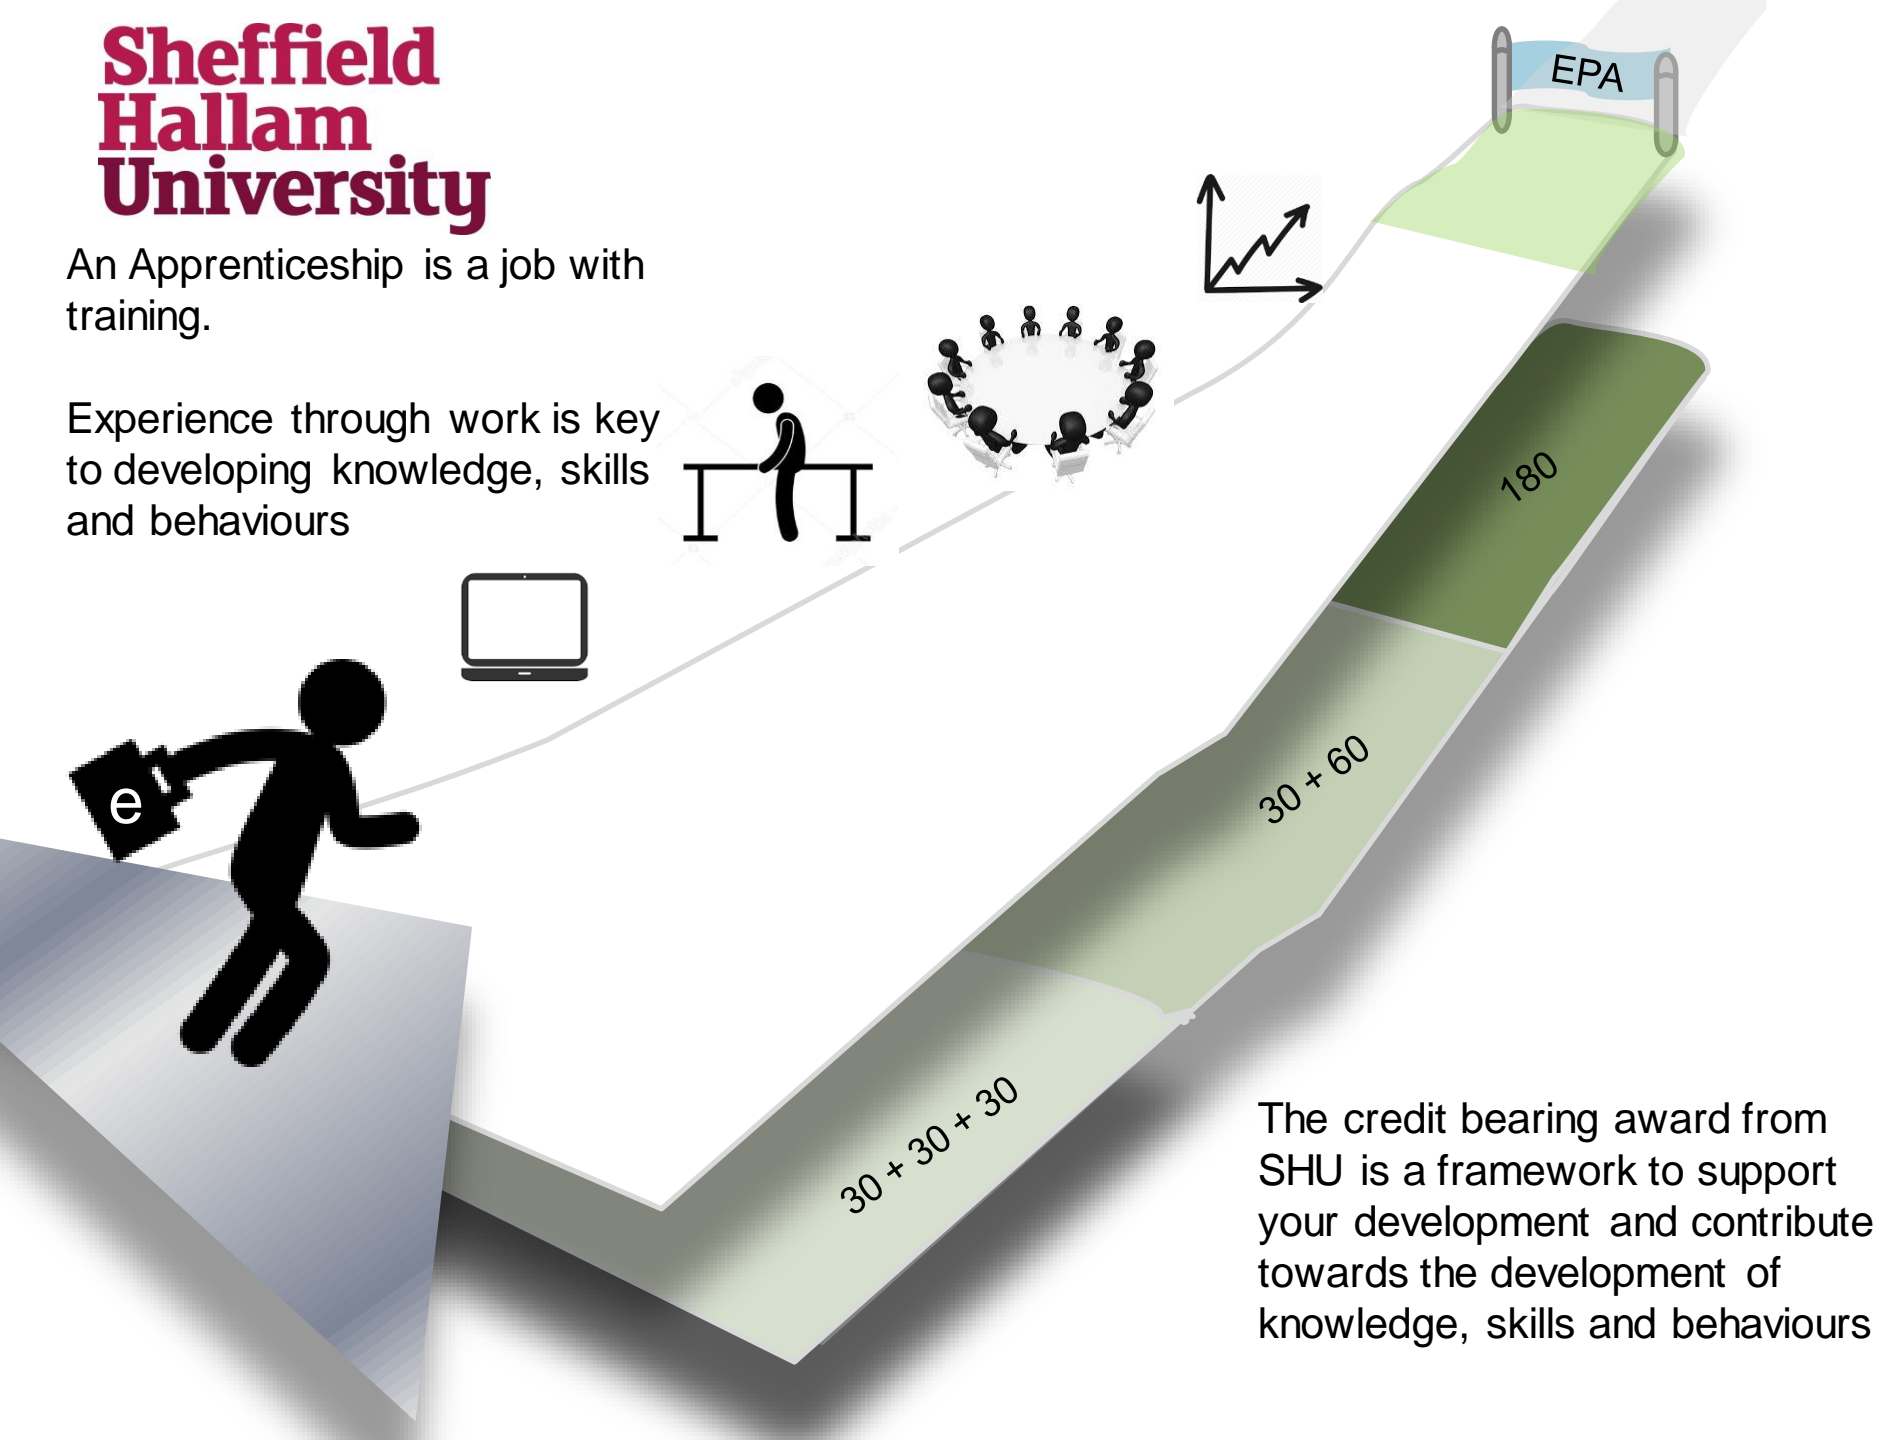 Sheffield
Hallam
University
An Apprenticeship is a job with
training.
Experience through work is key
to developing knowledge, skills
and behaviours
EPA
180
30 + 60
e
30 + 30 + 30
The credit bearing award from
SHU is a framework to support
your development and contribute
towards the development of
knowledge, skills and behaviours